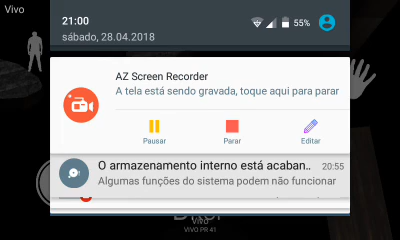 Vivo
21:00
55%
sábado, 28.04.2018
AZ Screen Recorder
A tela está sendo gravada, toque aqui para parar
Pausar
Parar
Editar
O armazenamento interno está acaban..
20:55
Algumas funções do sistema podem não funcionar
Vivo
VIVO PR 41